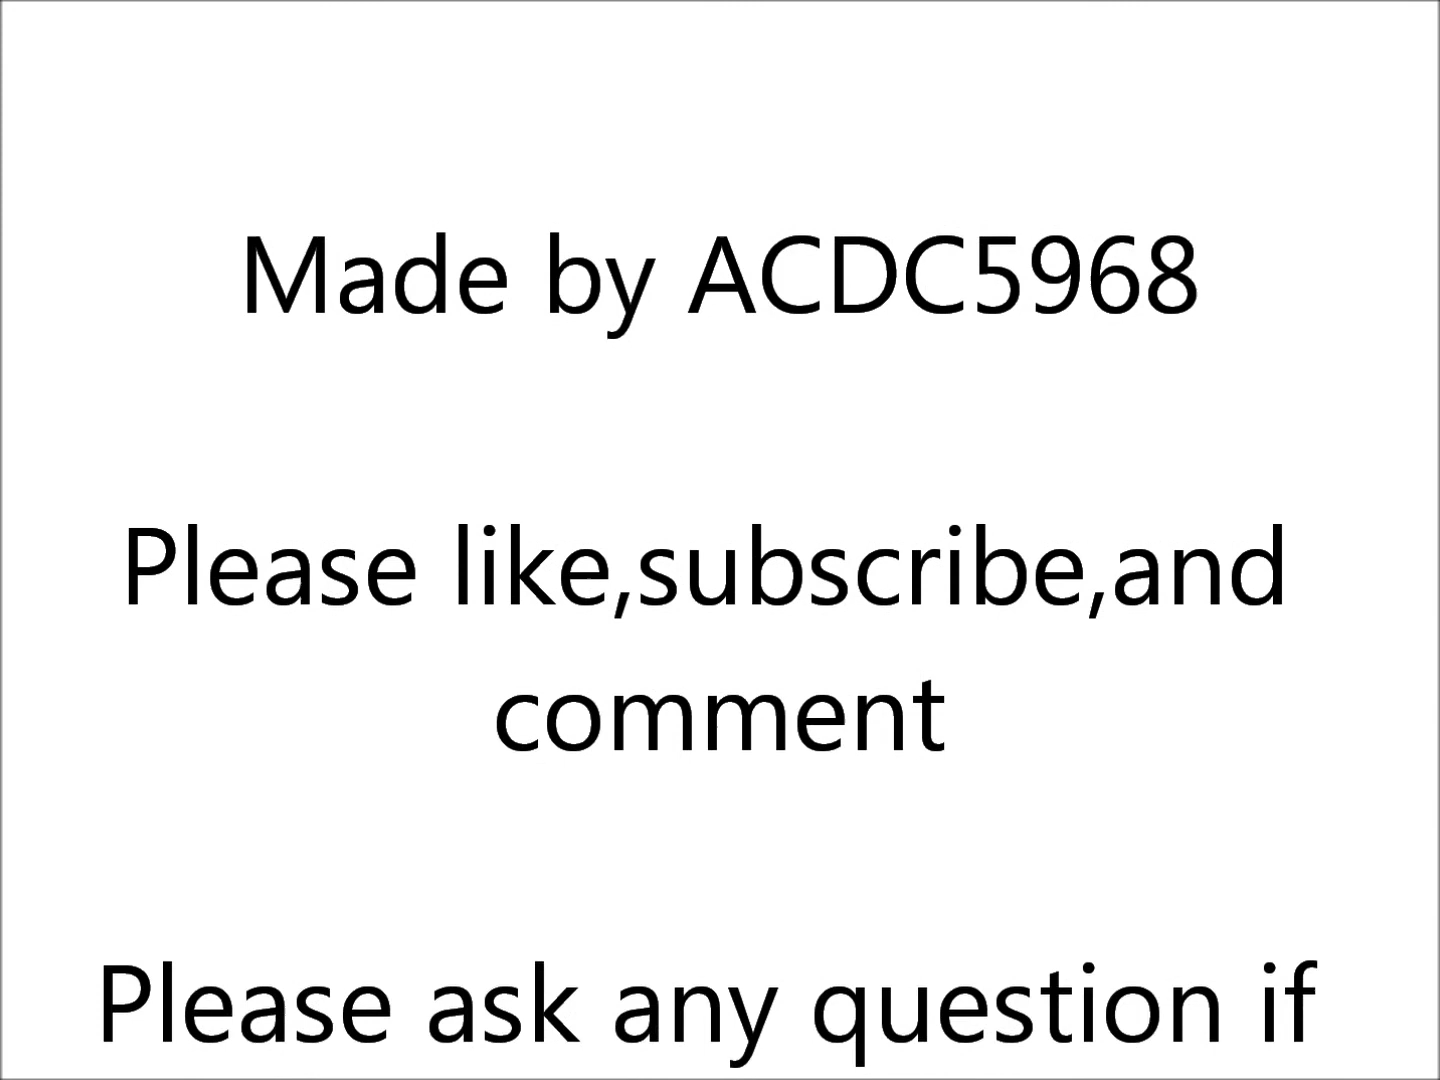 Made by ACDC5968
Please like,subscribe,and
comment
Please ask any question if